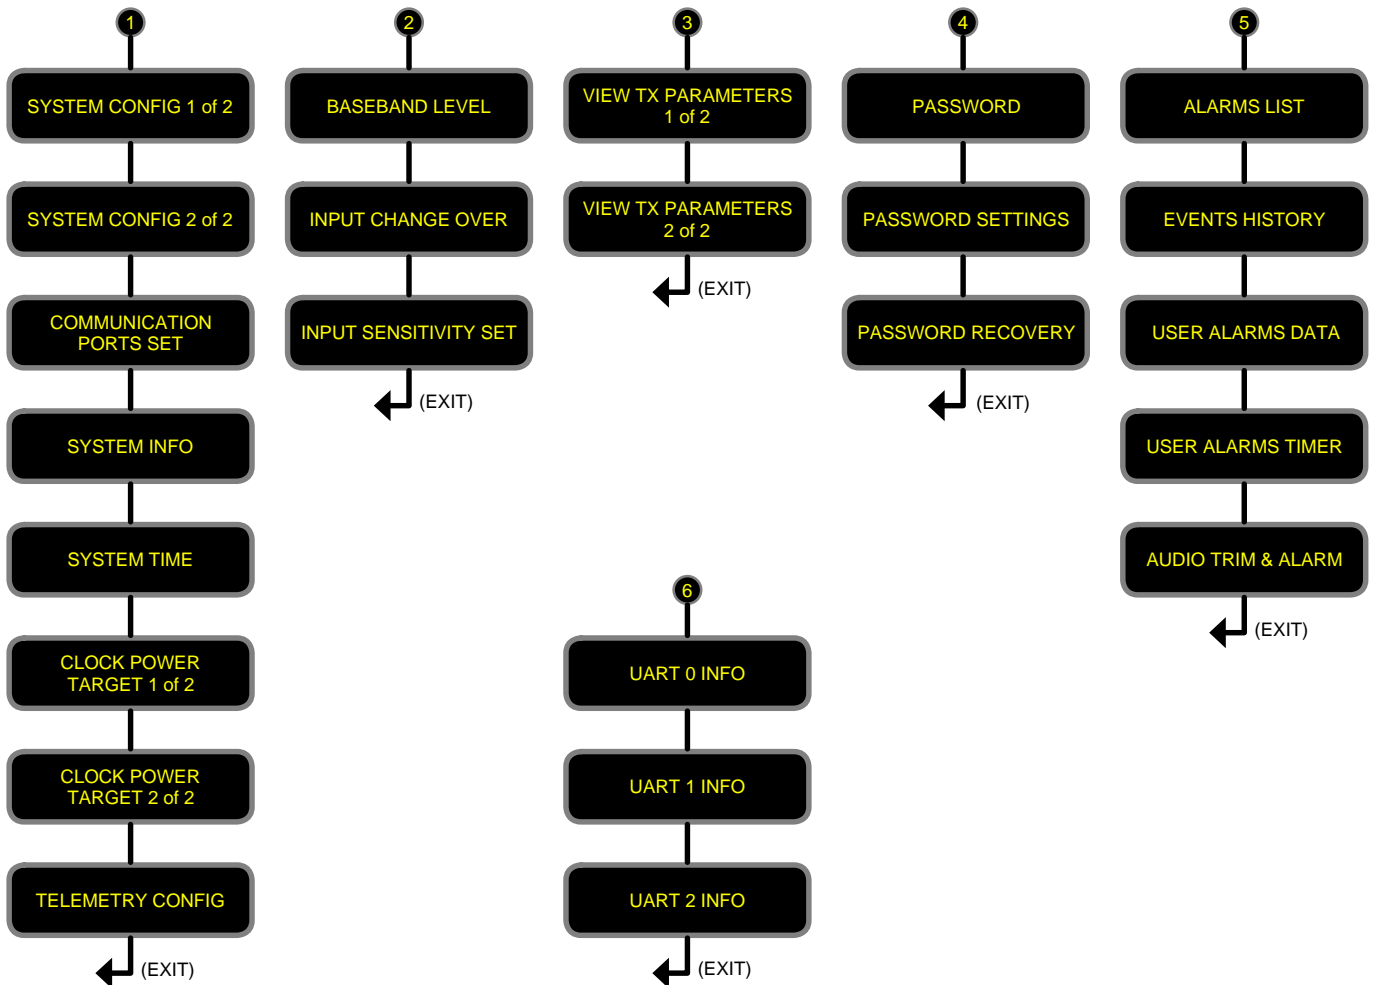 1
SYSTEM CONFIG 1 of 2
SYSTEM CONFIG 2 of 2
COMMUNICATION
PORTS SET
SYSTEM INFO
SYSTEM TIME
CLOCK POWER
TARGET 1 of 2
CLOCK POWER
TARGET 2 of 2
TELEMETRY CONFIG
(EXIT)
2
BASEBAND LEVEL
INPUT CHANGE OVER
INPUT SENSITIVITY SET
(EXIT)
3
VIEW TX PARAMETERS
1 of 2
VIEW TX PARAMETERS
2 of 2
(EXIT)
4
PASSWORD
PASSWORD SETTINGS
PASSWORD RECOVERY
(EXIT)
5
ALARMS LIST
EVENTS HISTORY
USER ALARMS DATA
USER ALARMS TIMER
AUDIO TRIM & ALARM
(EXIT)
6
UART 0 INFO
UART 1 INFO
UART 2 INFO
(EXIT)